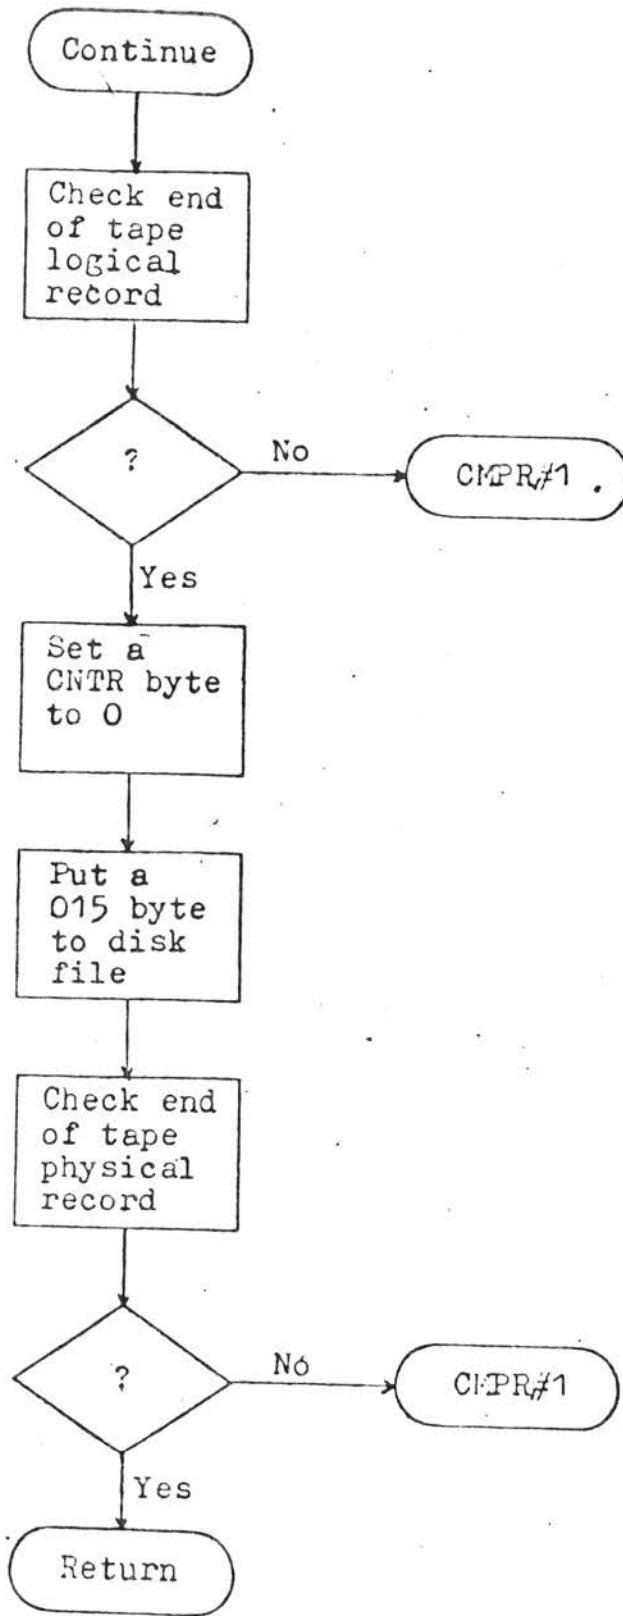 Continue
Check end
of tape
logical
record
?
No
CMPR#1
Yes
Set a
CNTR byte
to 0
Put a
015 byte
to disk
file
Check end
of tape
physical
record
?
No
CMPR#1
Yes
Return